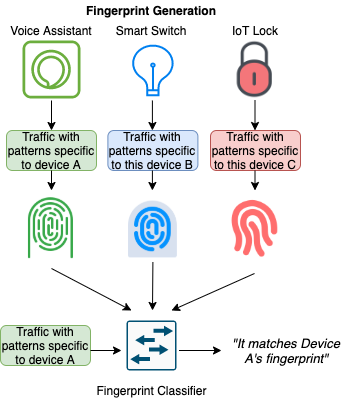 Fingerprint Generation
Voice Assistant
Smart Switch
IoT Lock
Traffic with
patterns specific
to device A
Traffic with
patterns specific
to this device B
Traffic with
patterns specific
to this device C
Traffic with
patterns specific
to device A
"It matches Device
A's fingerprint"
Fingerprint Classifier